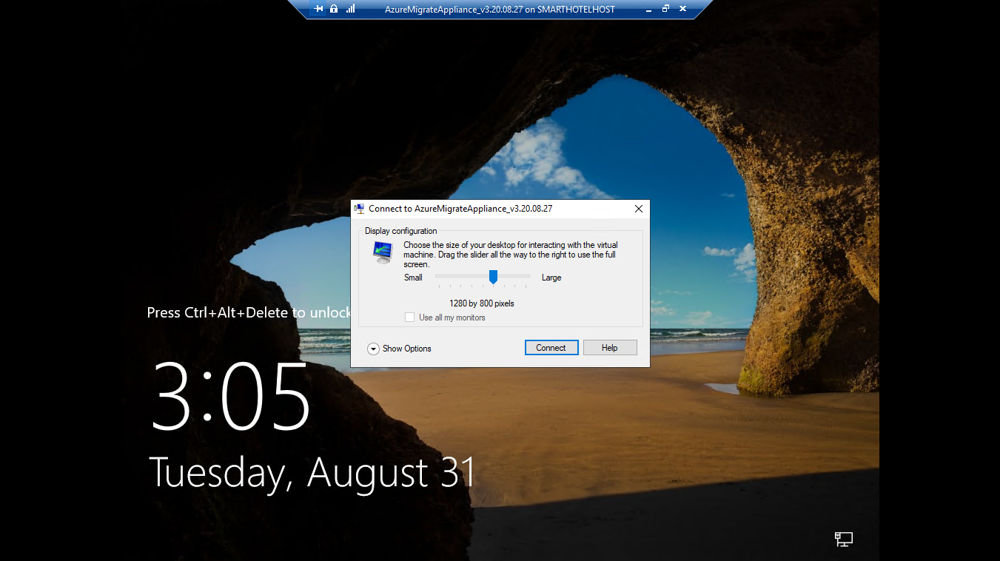 AzureMigrateAppliance_v3.20.08.27 on SMARTHOTELHOST
Connect to AzureMigrateAppliance_v3.20.08.27
Display configuration
Choose the size of your desktop for interacting with the virtual
machine. Drag the slider all the way to the right to use the full
screen.
Small
Large
1280 by 800 pixels
Use all my monitors
Show Options
Connect
Help
Press Ctrl+Alt+Delete to unlock
3:05
Tuesday, August 31